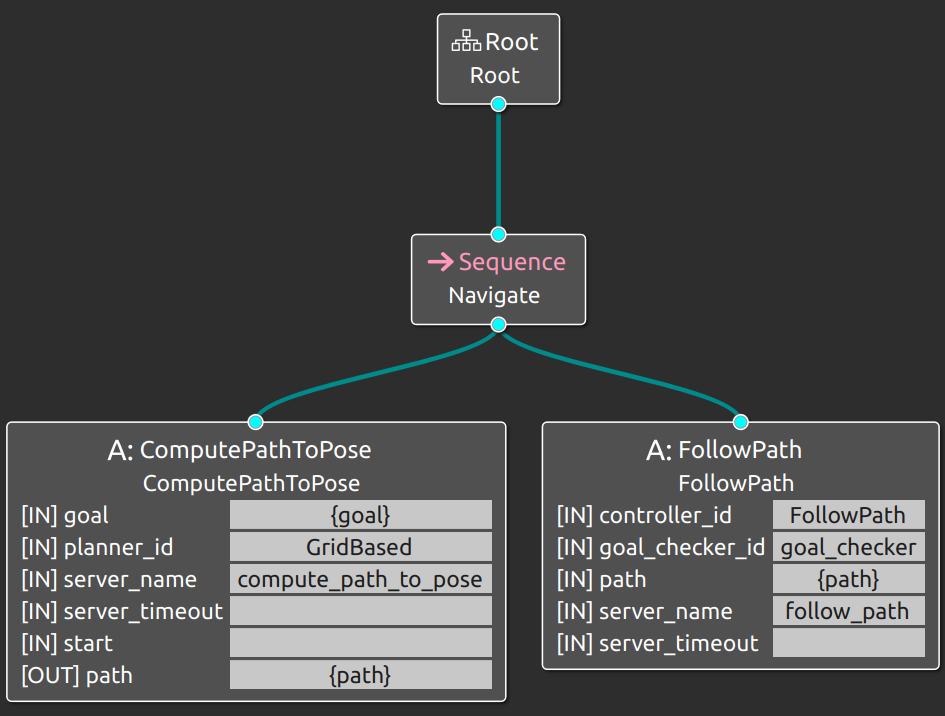 Root
Root
Sequence
Navigate
A: ComputePathToPose
ComputePathToPose
[IN] goal {goal}
[IN] planner_id GridBased
[IN] server_name compute_path_to_pose
[IN] server_timeout
[IN] start
[OUT] path {path}
A: FollowPath
FollowPath
[IN] controller_id FollowPath
[IN] goal_checker_id goal_checker
[IN] path {path}
[IN] server_name follow_path
[IN] server_timeout